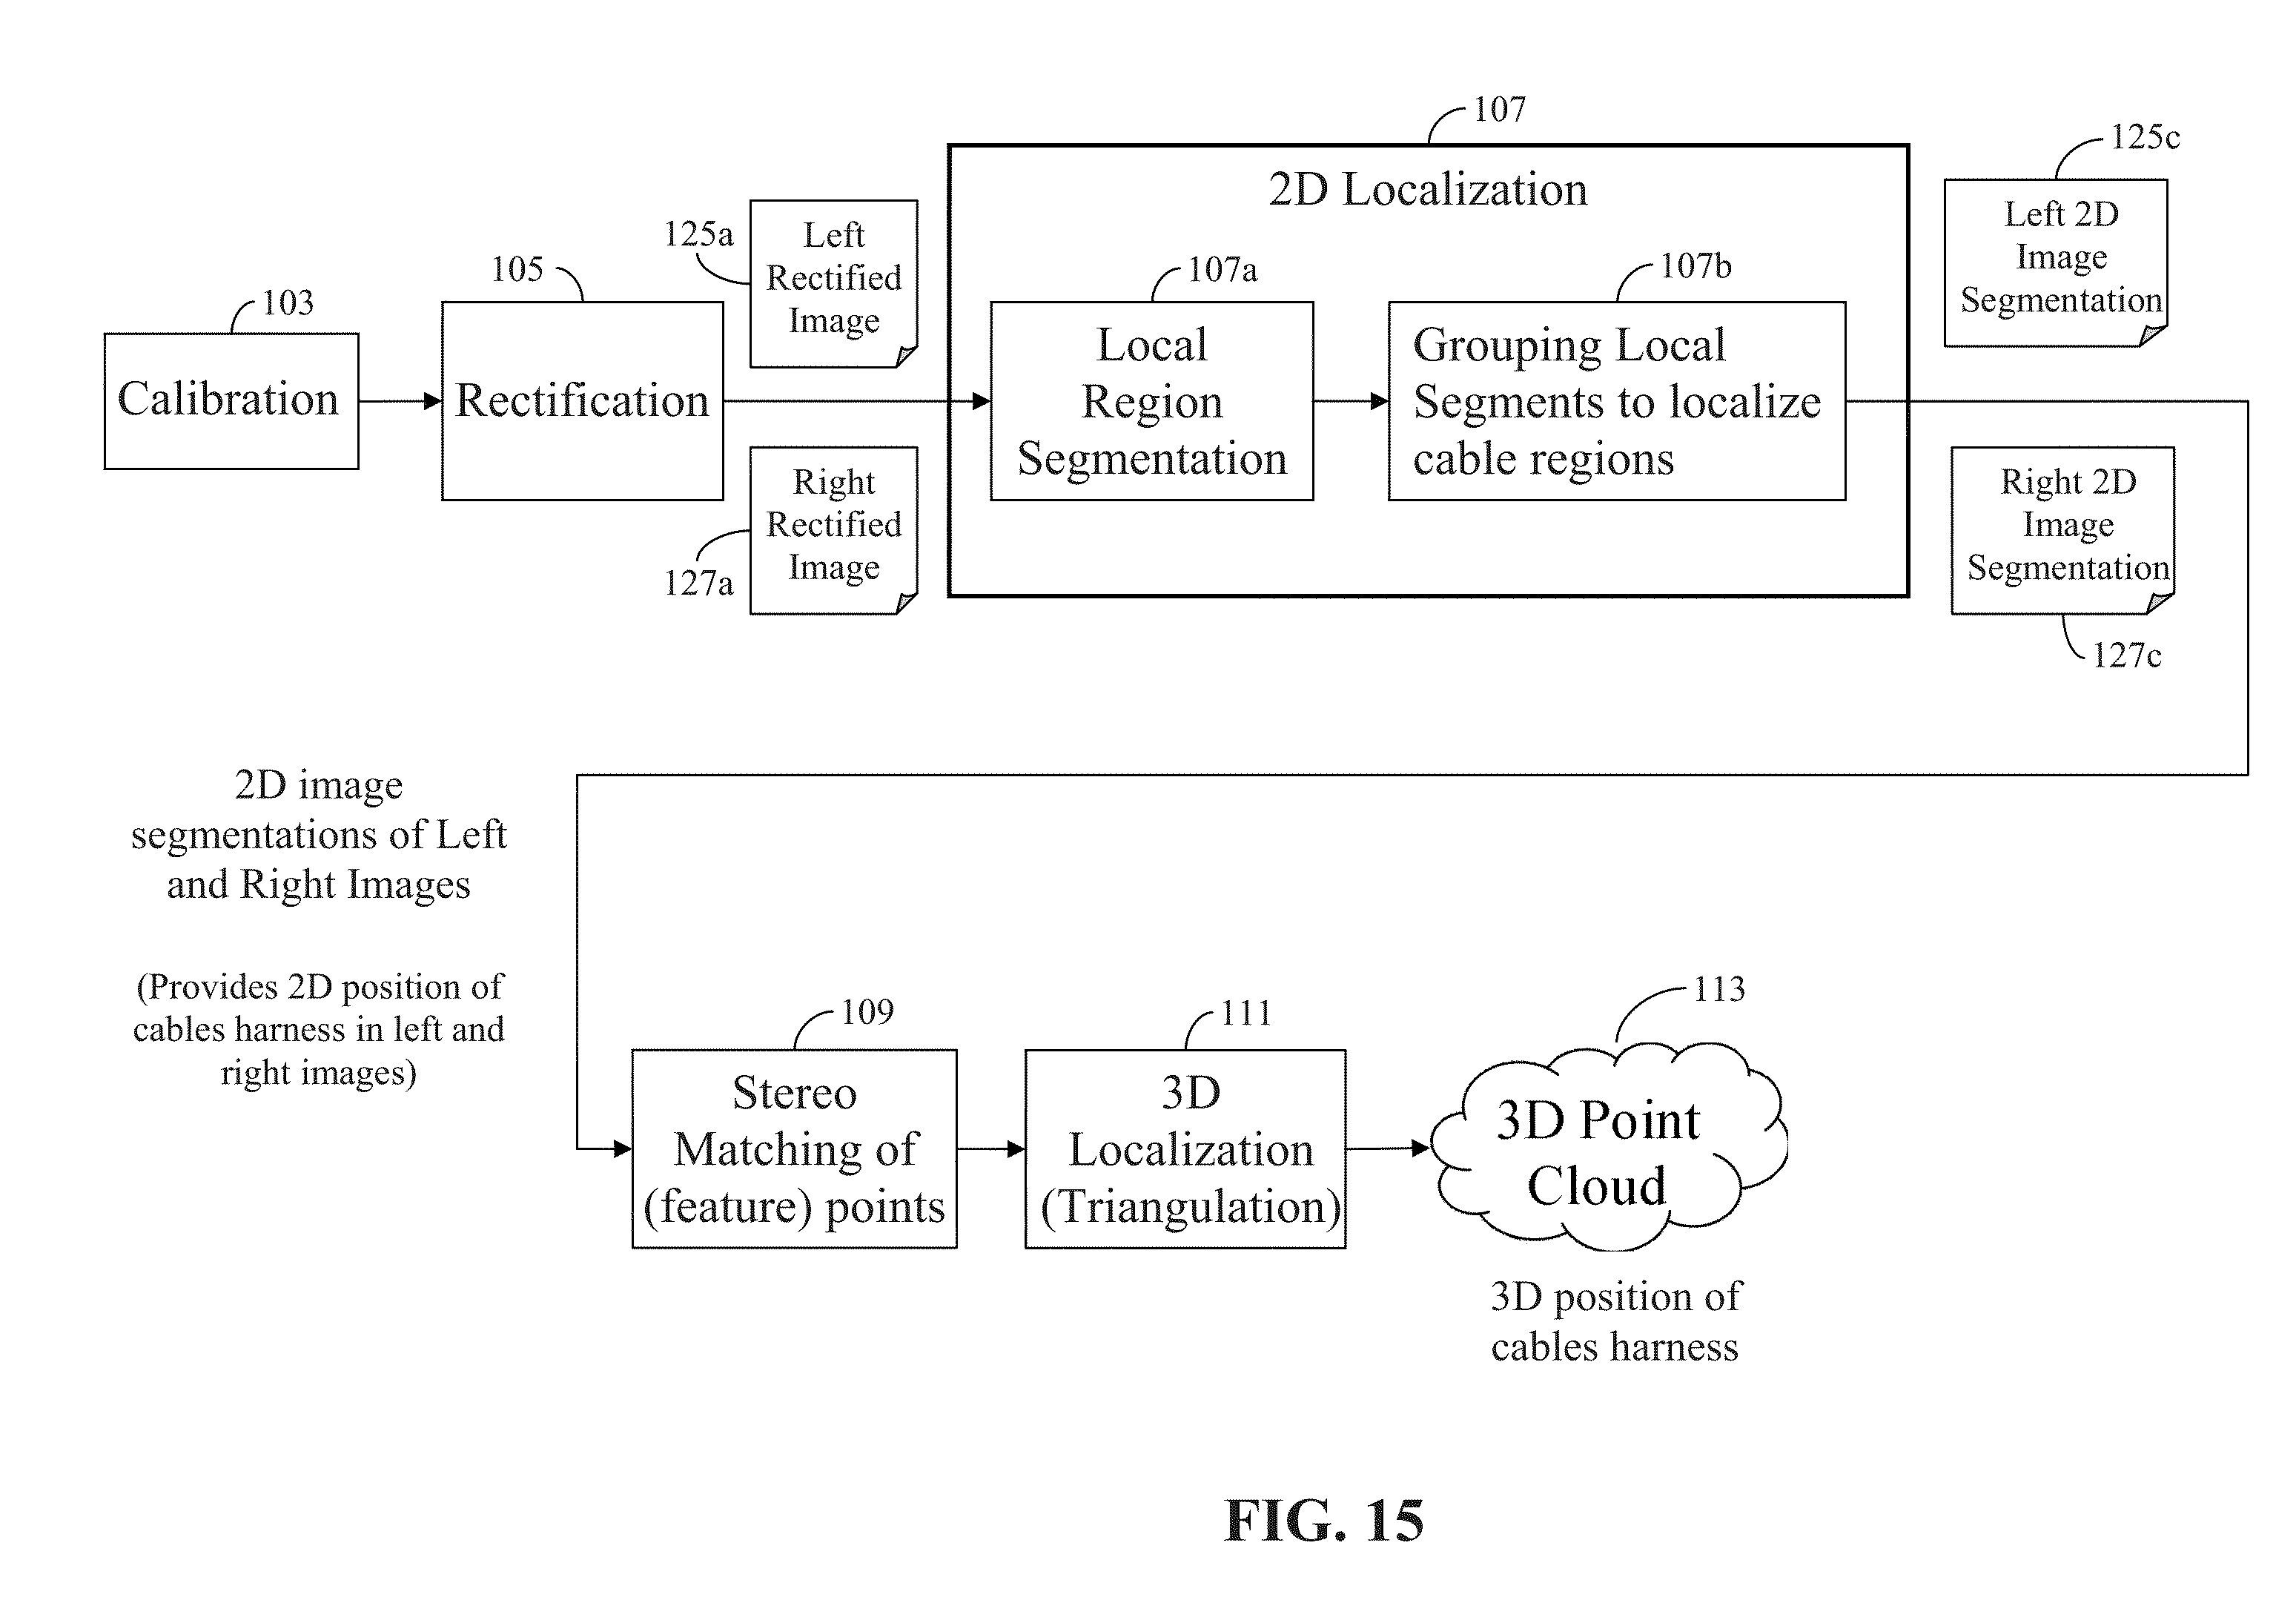 107
2D Localization
125c
Left 2D
Image
Segmentation
125a
Left
Rectified
Image
105
103
Calibration
Rectification
107a
Local
Region
Segmentation
107b
Grouping Local
Segments to localize
cable regions
Right
Rectified
Image
127a
Right 2D
Image
Segmentation
127c
2D image
segmentations of Left
and Right Images
(Provides 2D position of
cables harness in left and
right images)
109
Stereo
Matching of
(feature) points
111
3D
Localization
(Triangulation)
113
3D Point
Cloud
3D position of
cables harness
FIG. 15